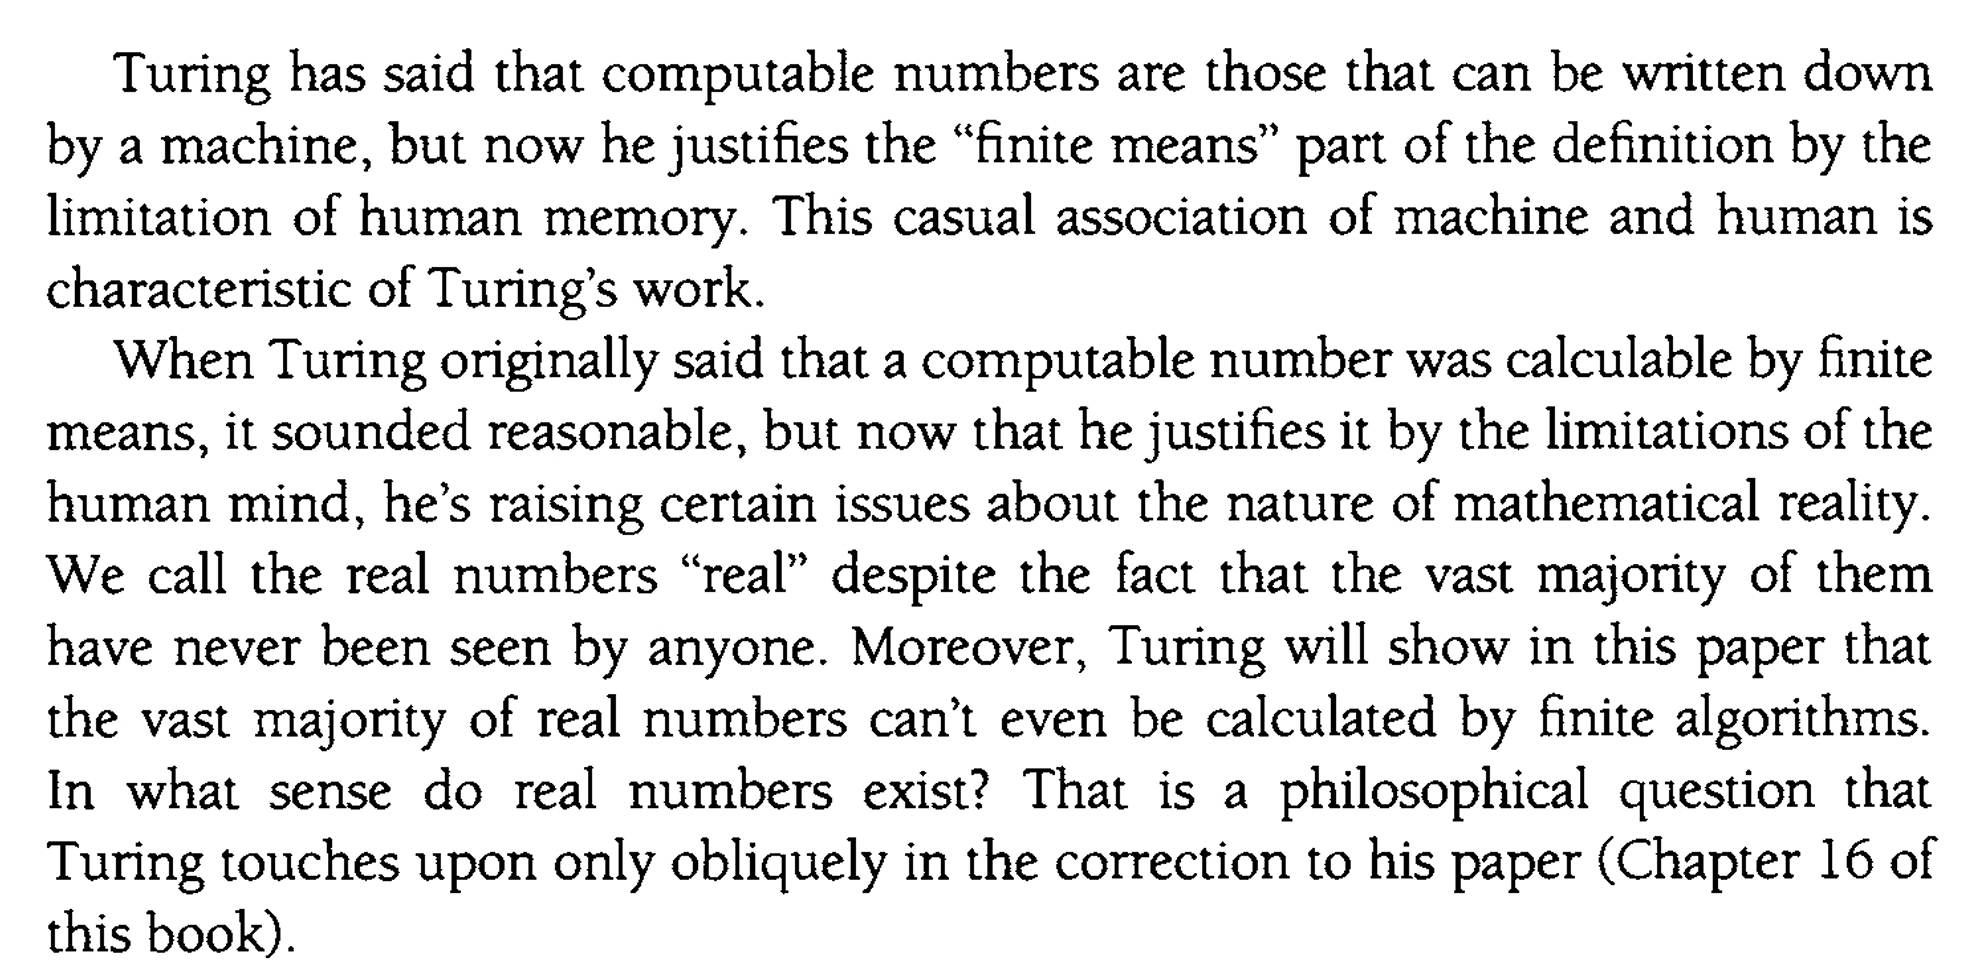 Turing has said that computable numbers are those that can be written down
by a machine, but now he justifies the “finite means” part of the definition by the
limitation of human memory. This casual association of machine and human is
characteristic of Turing’s work.
When Turing originally said that a computable number was calculable by finite
means, it sounded reasonable, but now that he justifies it by the limitations of the
human mind, he’s raising certain issues about the nature of mathematical reality.
We call the real numbers “real” despite the fact that the vast majority of them
have never been seen by anyone. Moreover, Turing will show in this paper that
the vast majority of real numbers can’t even be calculated by finite algorithms.
In what sense do real numbers exist? That is a philosophical question that
Turing touches upon only obliquely in the correction to his paper (Chapter 16 of
this book).